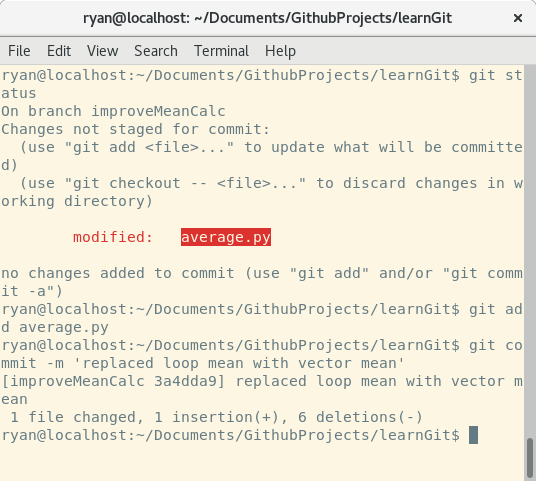 ryan@localhost: ~/Documents/GithubProjects/learnGit
File Edit View Search Terminal Help
ryan@localhost:~/Documents/GithubProjects/learnGit$ git st
atus
On branch improveMeanCalc
Changes not staged for commit:
  (use "git add <file>..." to update what will be committe
d)
  (use "git checkout -- <file>..." to discard changes in w
orking directory)
        modified:   average.py
no changes added to commit (use "git add" and/or "git comm
it -a")
ryan@localhost:~/Documents/GithubProjects/learnGit$ git ad
d average.py
ryan@localhost:~/Documents/GithubProjects/learnGit$ git co
mmit -m 'replaced loop mean with vector mean'
[improveMeanCalc 3a4dda9] replaced loop mean with vector m
ean
 1 file changed, 1 insertion(+), 6 deletions(-)
ryan@localhost:~/Documents/GithubProjects/learnGit$